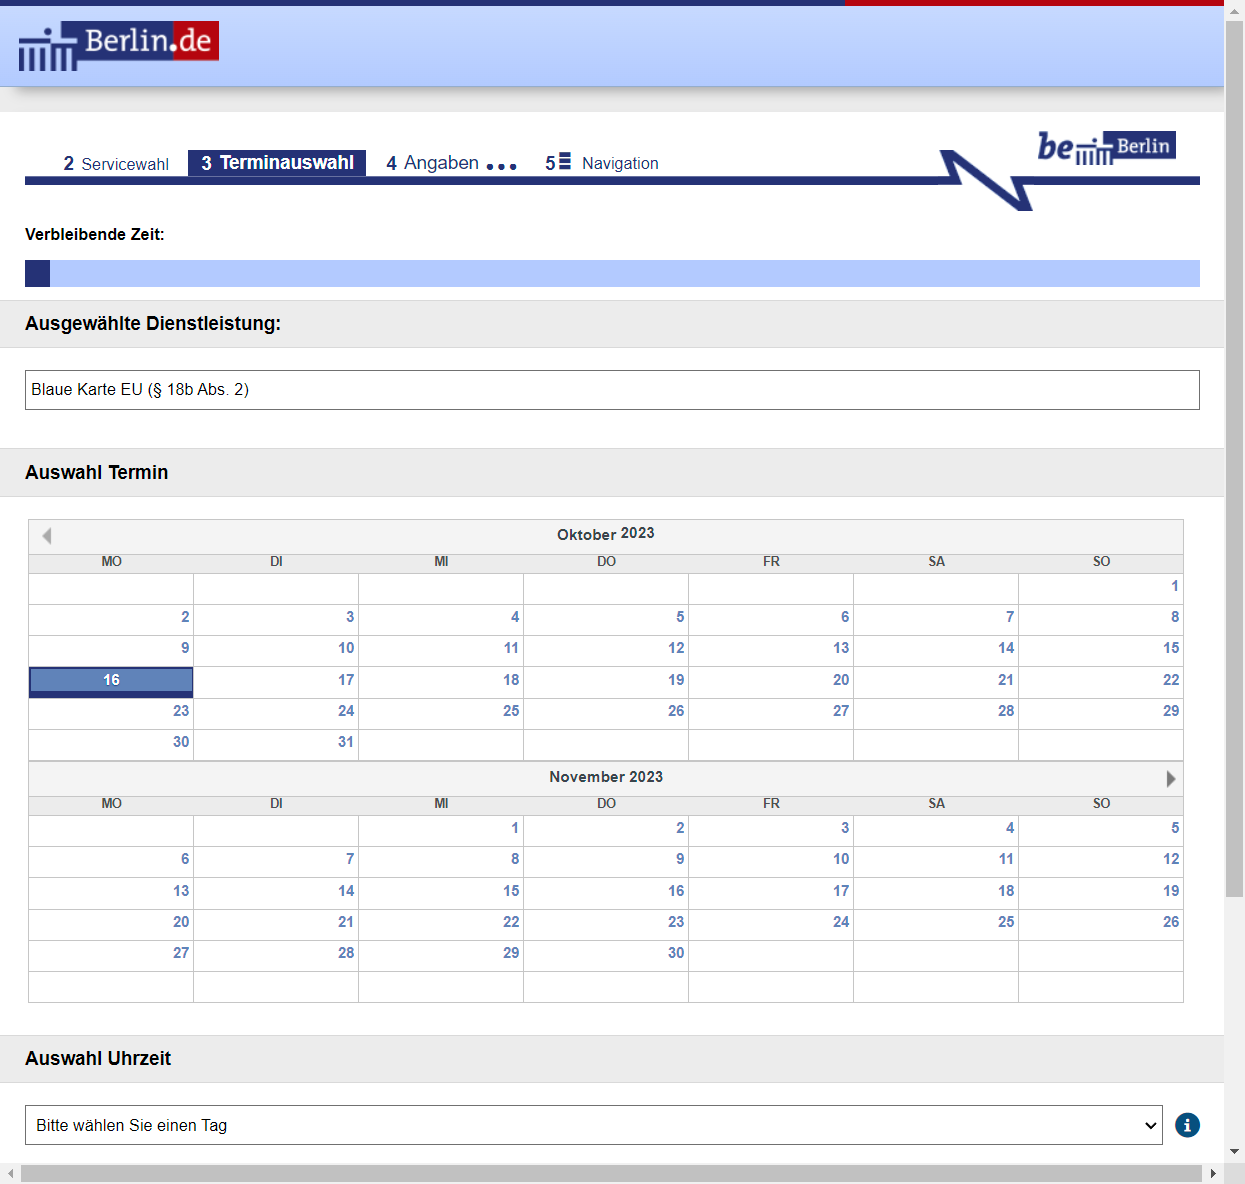 Berlin.de
be Berlin
2 Servicewahl 3 Terminauswahl 4 Angaben ... 5 Navigation
Verbleibende Zeit:
Ausgewählte Dienstleistung:
Blaue Karte EU (§ 18b Abs. 2)
Auswahl Termin
Oktober 2023
MO DI MI DO FR SA SO
1
2 3 4 5 6 7 8
9 10 11 12 13 14 15
16 17 18 19 20 21 22
23 24 25 26 27 28 29
30 31
November 2023
MO DI MI DO FR SA SO
1 2 3 4 5
6 7 8 9 10 11 12
13 14 15 16 17 18 19
20 21 22 23 24 25 26
27 28 29 30
Auswahl Uhrzeit
Bitte wählen Sie einen Tag